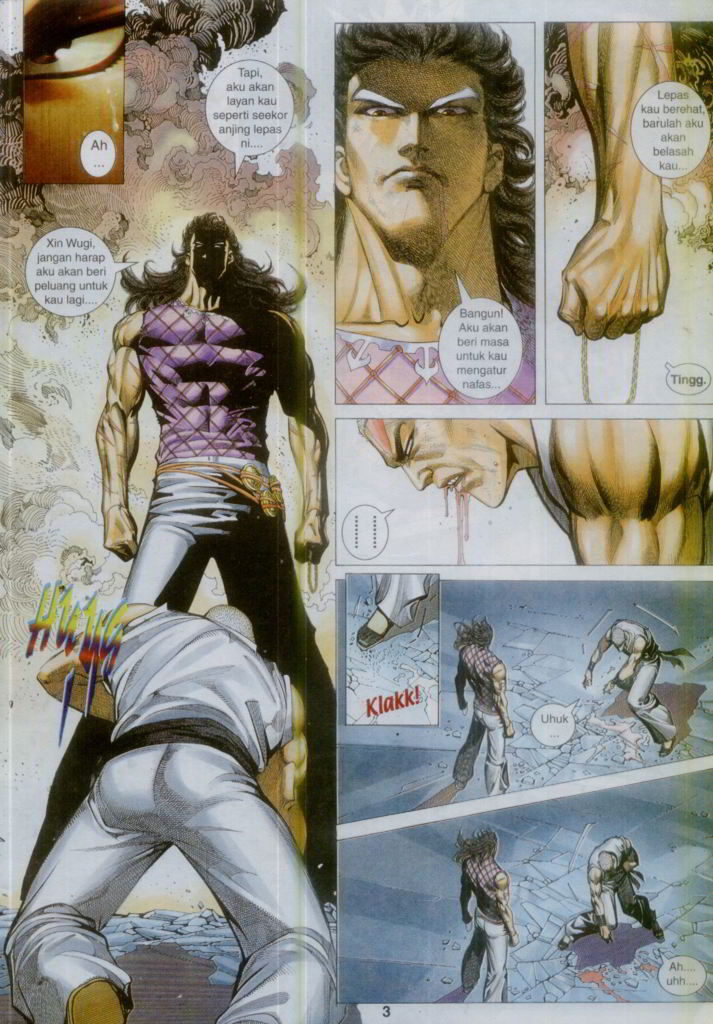 Ah
...
Tapi,
aku akan
layan kau
seperti seekor
anjing lepas
ni....
Xin Wugi,
jangan harap
aku akan beri
peluang untuk
kau lagi....
Huug
Bangun!
Aku akan
beri masa
untuk kau
mengatur
nafas...
Lepas
kau berehat,
barulah aku
akan
belasah
kau...
Tingg.
Klakk!
Uhuk
...
Ah....
uhh....
3